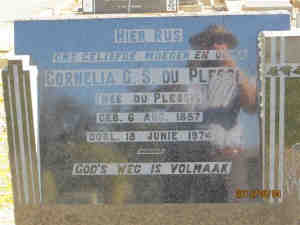 HIER RUS
ONS GELIEFDE MOEDER EN OUMA
CORNELIA G.S. DU PLESSIS
(NEE DU PLESSIS)
GEB. 6 AUG. 1887
OORL. 18 JUNIE 1974
GOD'S WEG IS VOLMAAK